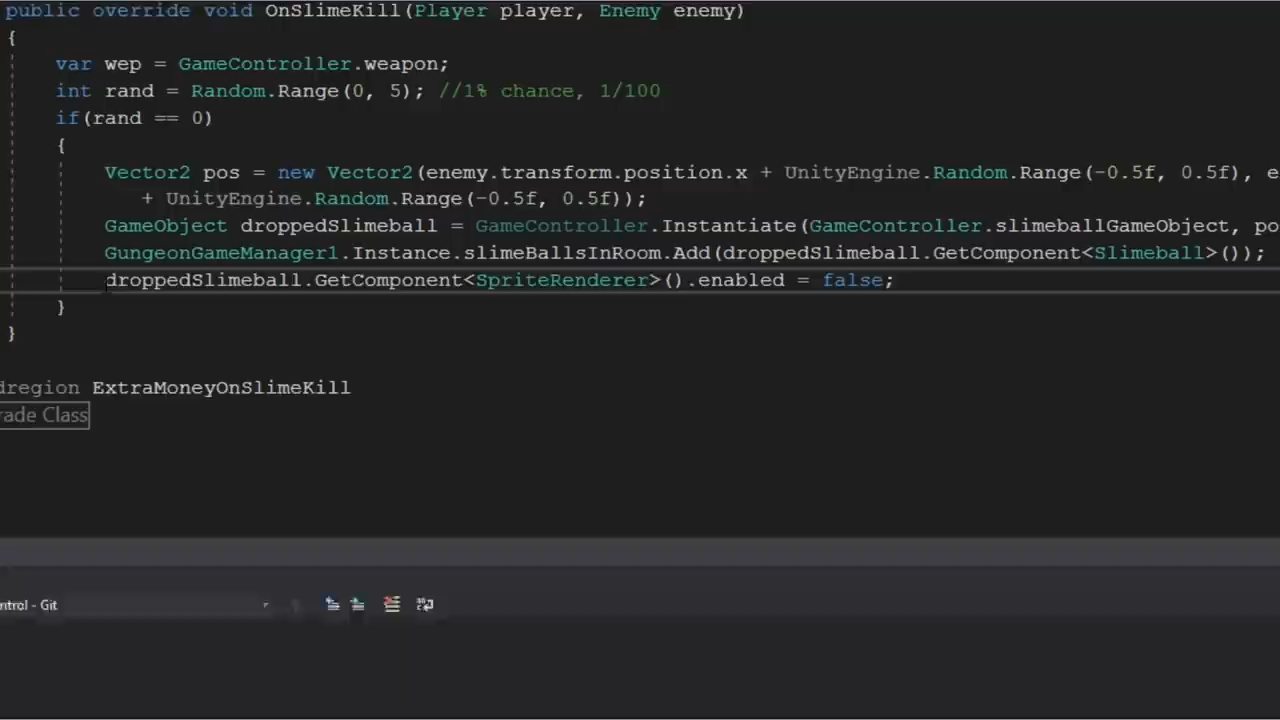 public override void OnSlimeKill(Player player, Enemy enemy)
{
var wep = GameController.weapon;
int rand = Random.Range(0, 5); //1% chance, 1/100
if(rand == 0)
{
Vector2 pos = new Vector2(enemy.transform.position.x + UnityEngine.Random.Range(-0.5f, 0.5f), e
+ UnityEngine.Random.Range(-0.5f, 0.5f));
GameObject droppedSlimeball = GameController.Instantiate(GameController.slimeballGameObject, po
GungeonGameManager1.Instance.slimeBallsInRoom.Add(droppedSlimeball.GetComponent<Slimeball>());
droppedSlimeball.GetComponent<SpriteRenderer>().enabled = false;
}
}
dregion ExtraMoneyOnSlimeKill
rade Class
ntrol - Git